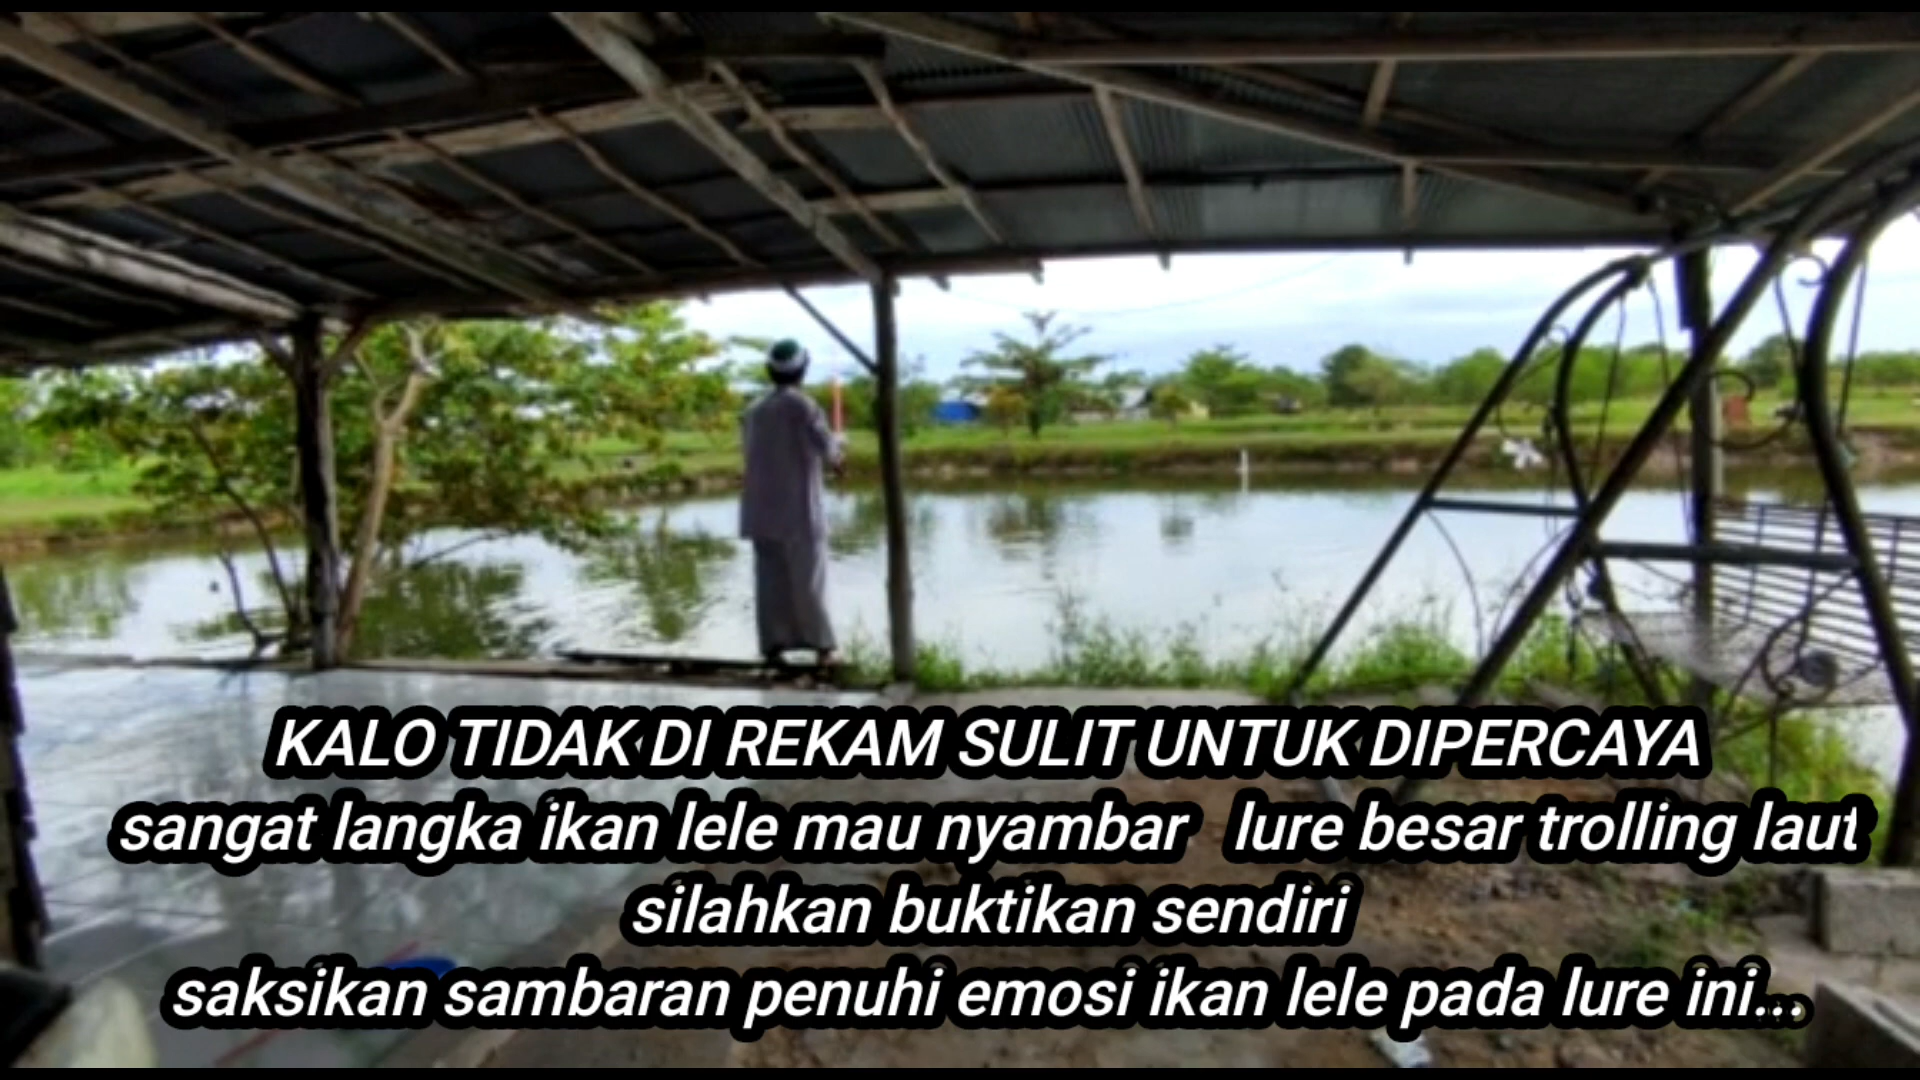 KALO TIDAK DI REKAM SULIT UNTUK DIPERCAYA
sangat langka ikan lele mau nyambar lure besar trolling laut
silahkan buktikan sendiri
saksikan sambaran penuhi emosi ikan lele pada lure ini...